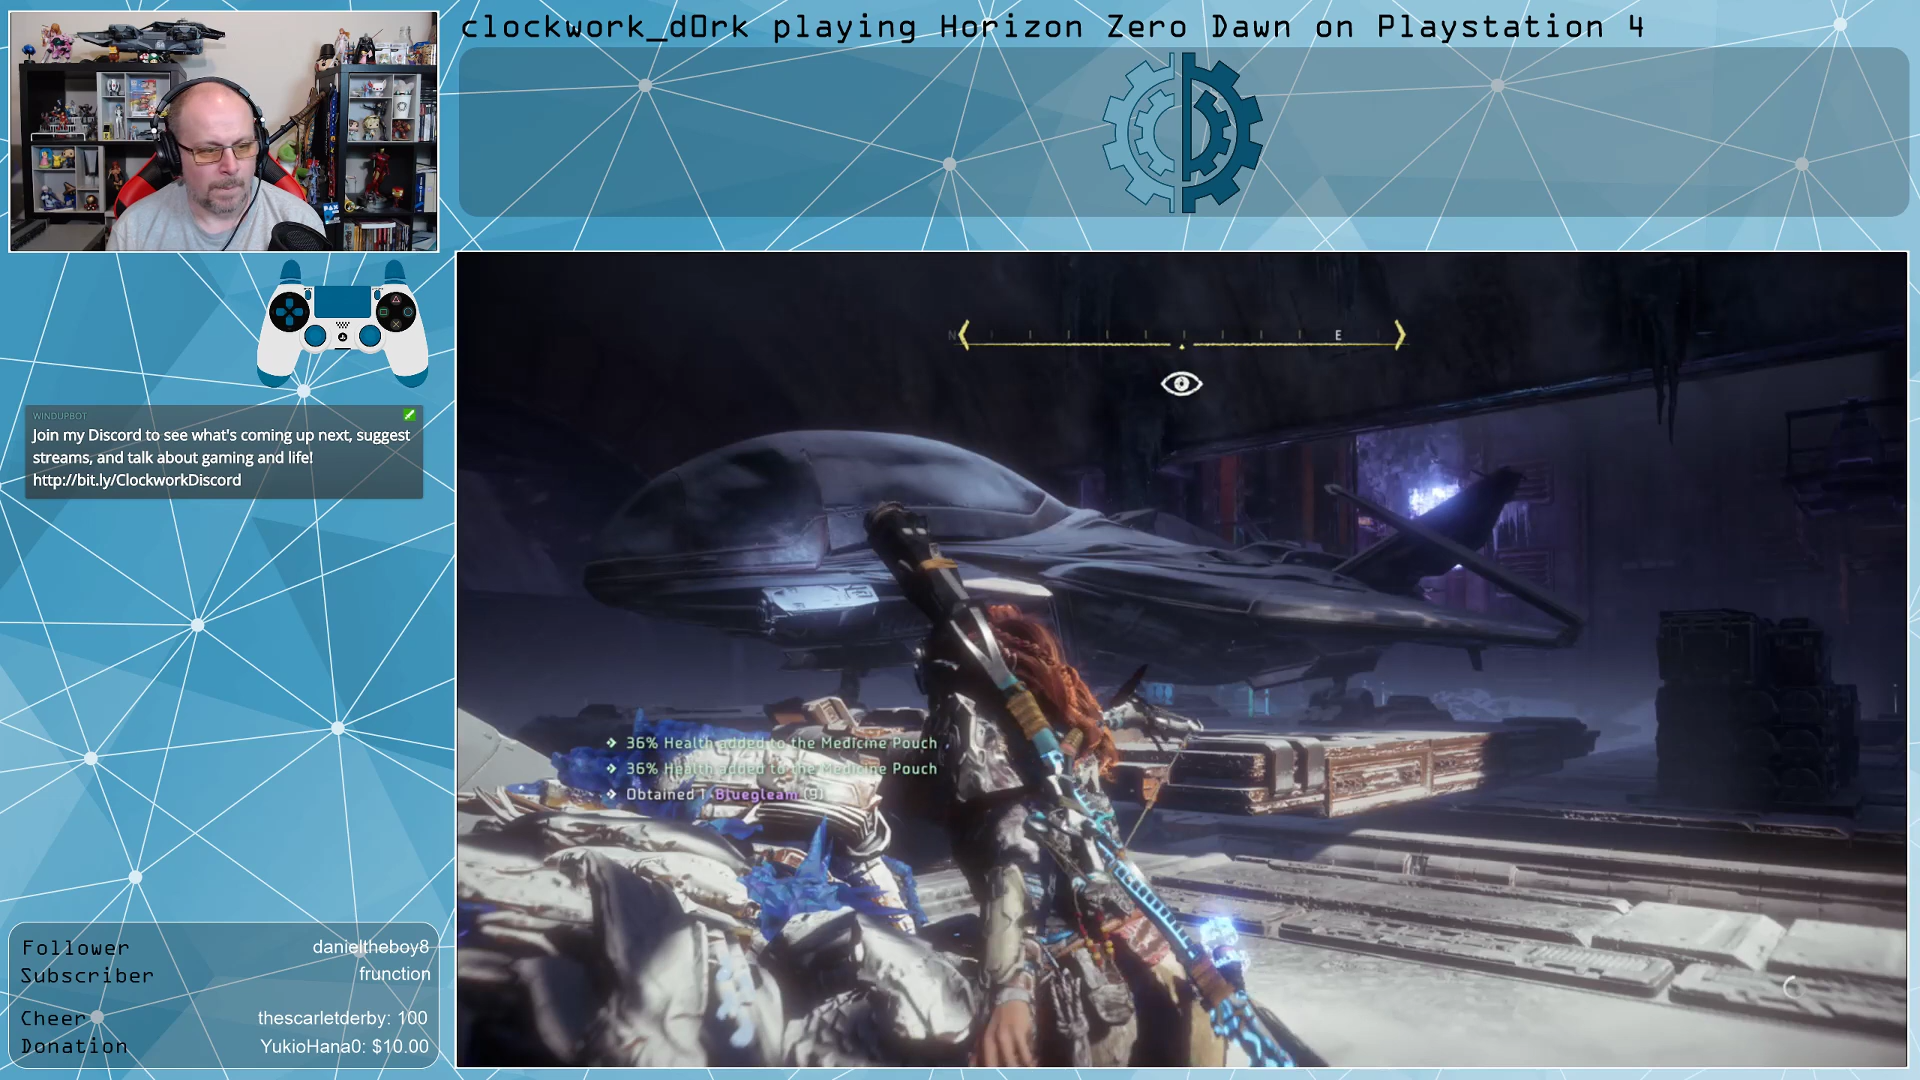 clockwork_d0rk playing Horizon Zero Dawn on Playstation 4
N
E
WINDUPBOT
Join my Discord to see what's coming up next, suggest
streams, and talk about gaming and life!
http://bit.ly/ClockworkDiscord
36% Health added to the Medicine Pouch
36% Health added to the Medicine Pouch
Obtained 1 Bluegleam (9)
Follower danieltheboy8
Subscriber frunction
Cheer thescarletderby: 100
Donation YukioHana0: $10.00